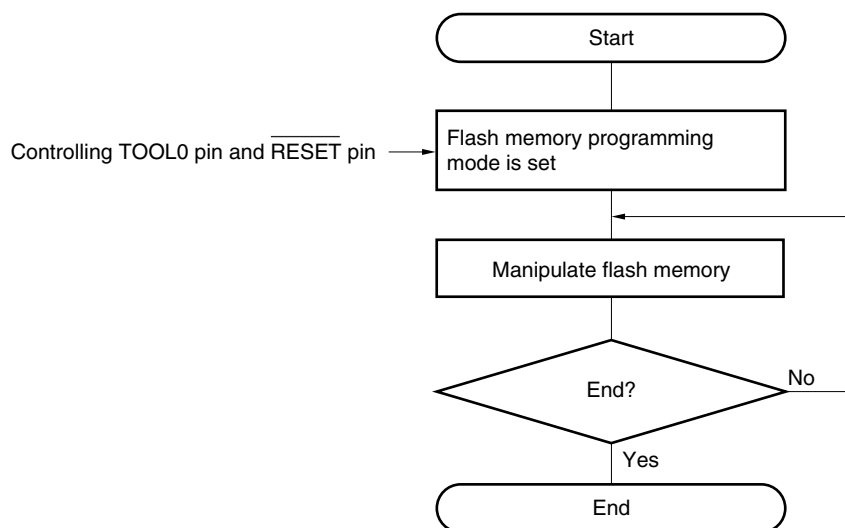 Start
Controlling TOOL0 pin and RESET pin
Flash memory programming
mode is set
Manipulate flash memory
End?
No
Yes
End